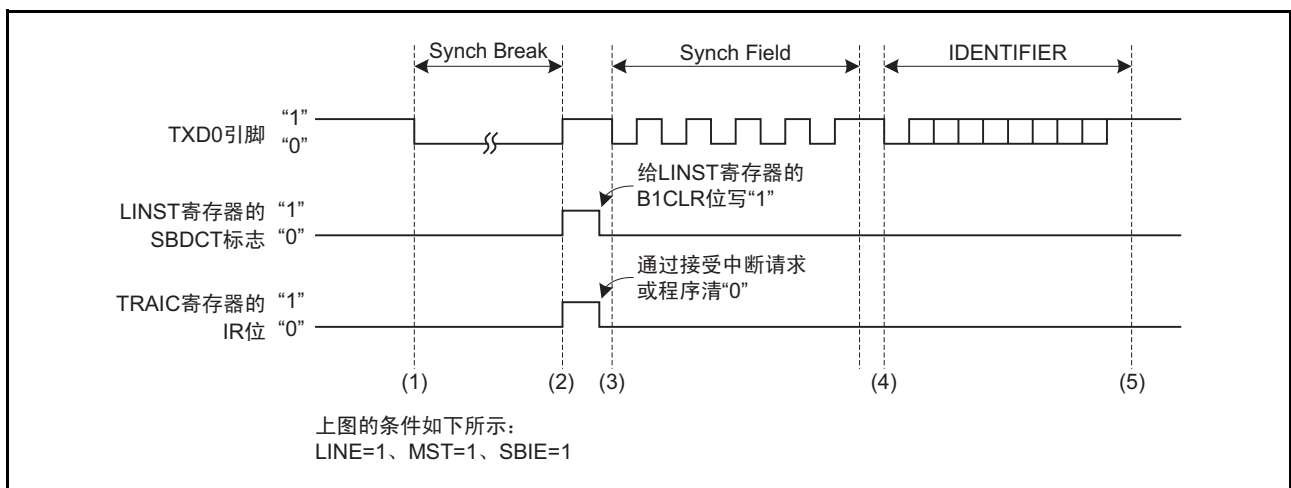 Synch Break
Synch Field
IDENTIFIER
TXD0引脚
“1”
“0”
给LINST寄存器的
B1CLR位写“1”
LINST寄存器的 “1”
SBDCT标志 “0”
通过接受中断请求
或程序清“0”
TRAIC寄存器的 “1”
IR位 “0”
(1)
(2)
(3)
(4)
(5)
上图的条件如下所示：
LINE=1、MST=1、SBIE=1